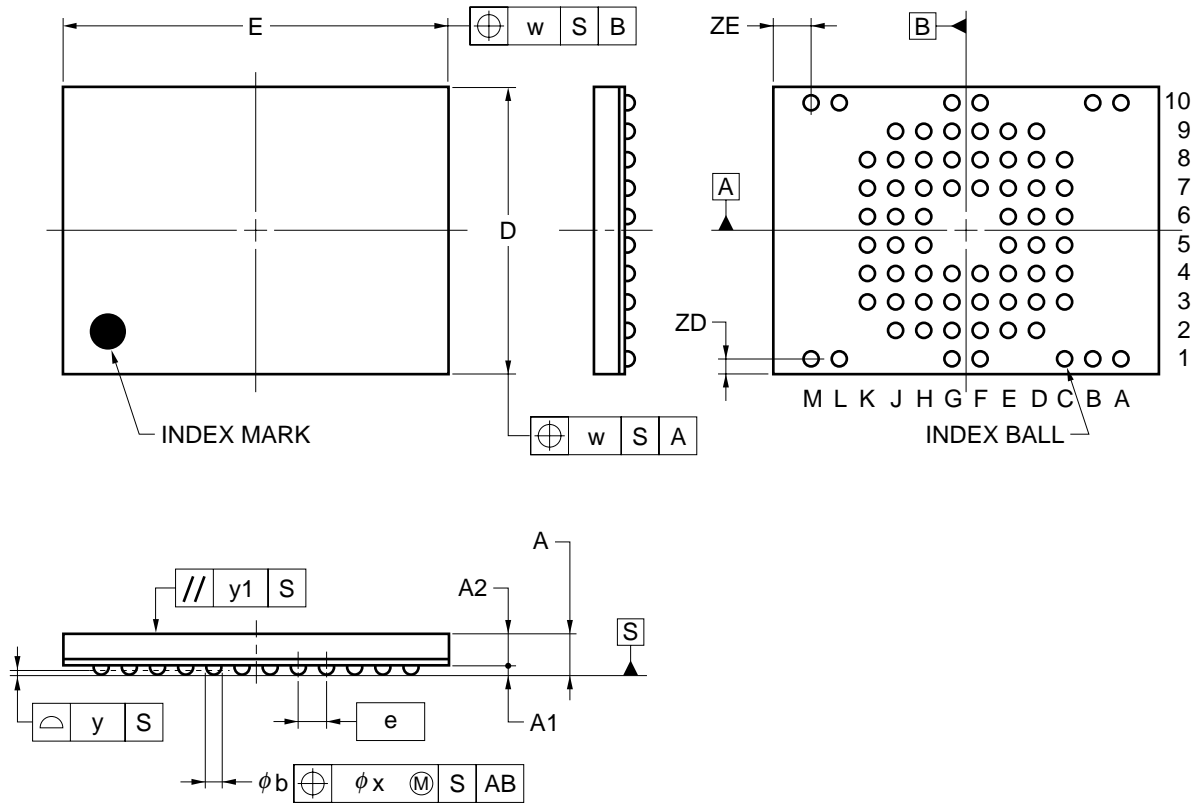 E
⌖ w S B
D
INDEX MARK
⌖ w S A
ZE
B
A
ZD
10
9
8
7
6
5
4
3
2
1
M L K J H G F E D C B A
INDEX BALL
// y1 S
A2
A
S
⌓ y S
e
A1
ϕb ⌖ ϕx Ⓜ S AB